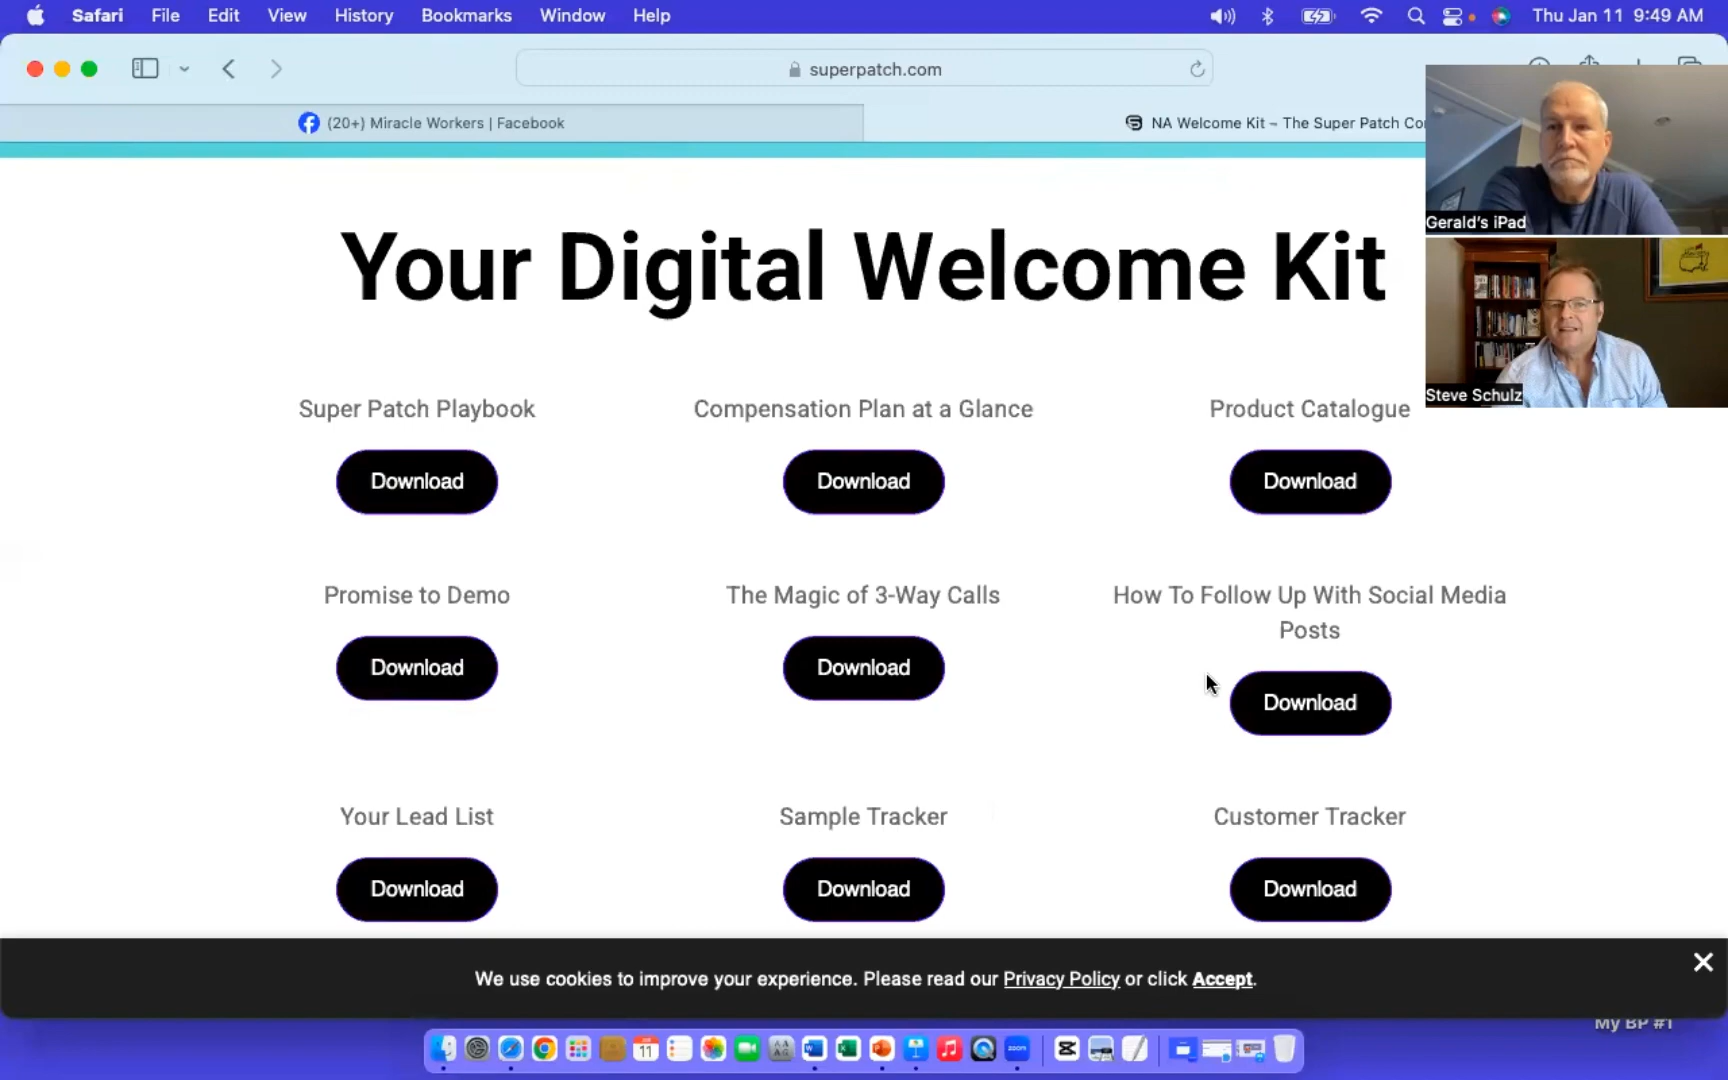 Safari File Edit View History Bookmarks Window Help Thu Jan 11 9:49 AM
superpatch.com
(20+) Miracle Workers | Facebook
NA Welcome Kit – The Super Patch Co
Gerald's iPad
Steve Schulz
Your Digital Welcome Kit
Super Patch Playbook
Compensation Plan at a Glance
Product Catalogue
Download
Download
Download
Promise to Demo
The Magic of 3-Way Calls
How To Follow Up With Social Media
Posts
Download
Download
Download
Your Lead List
Sample Tracker
Customer Tracker
Download
Download
Download
We use cookies to improve your experience. Please read our Privacy Policy or click Accept.
My BP #1
11
zoom